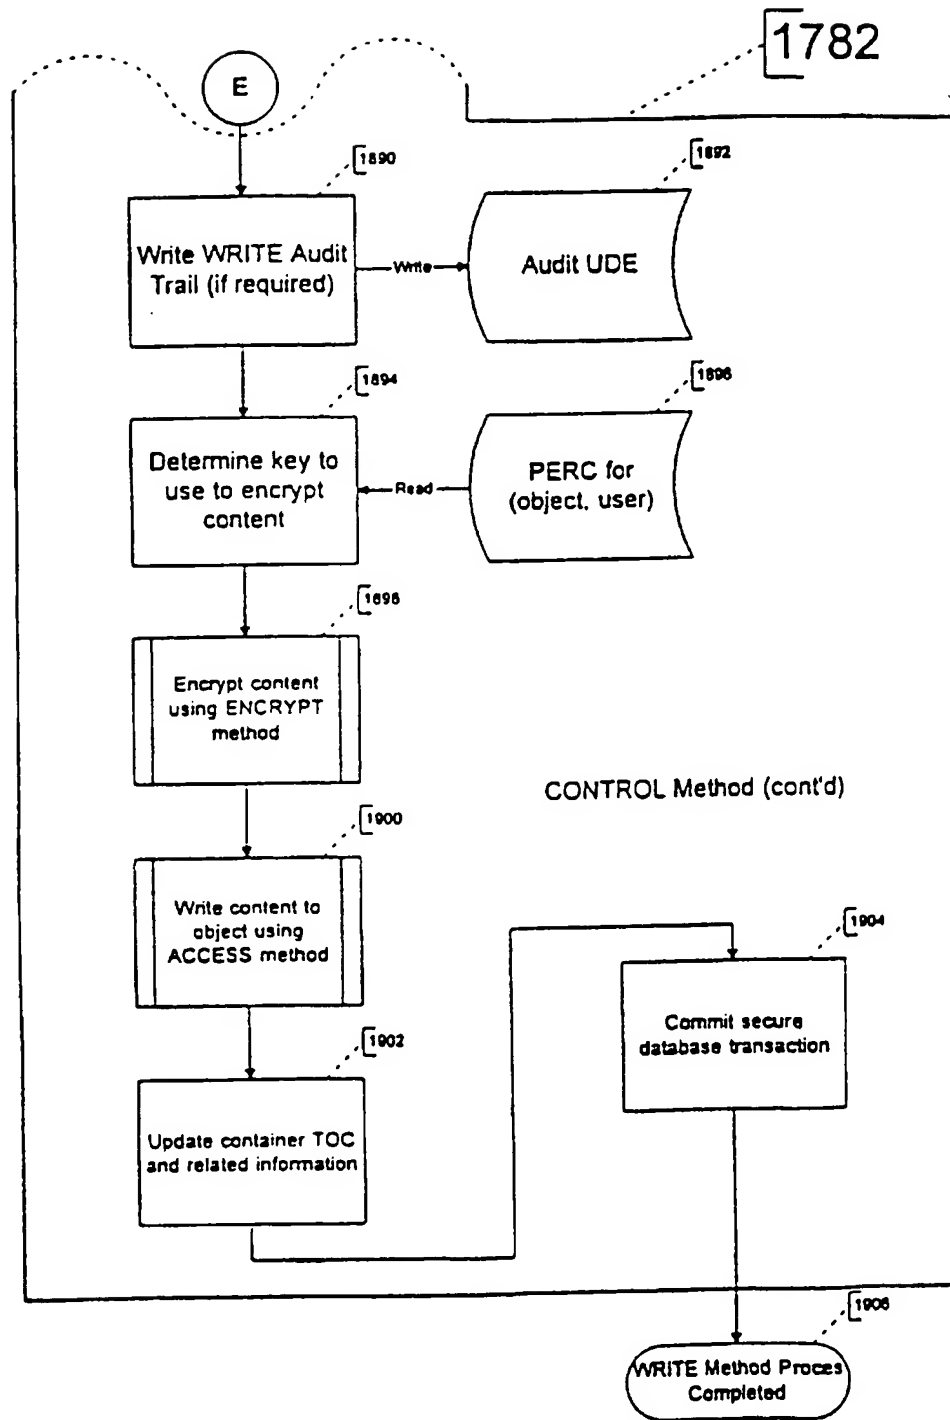 1782
E
1890
Write WRITE Audit
Trail (if required)
Write
1892
Audit UDE
1894
Determine key to
use to encrypt
content
Read
1896
PERC for
(object, user)
1898
Encrypt content
using ENCRYPT
method
CONTROL Method (cont'd)
1900
Write content to
object using
ACCESS method
1902
Update container TOC
and related information
1904
Commit secure
database transaction
1906
WRITE Method Proces
Completed